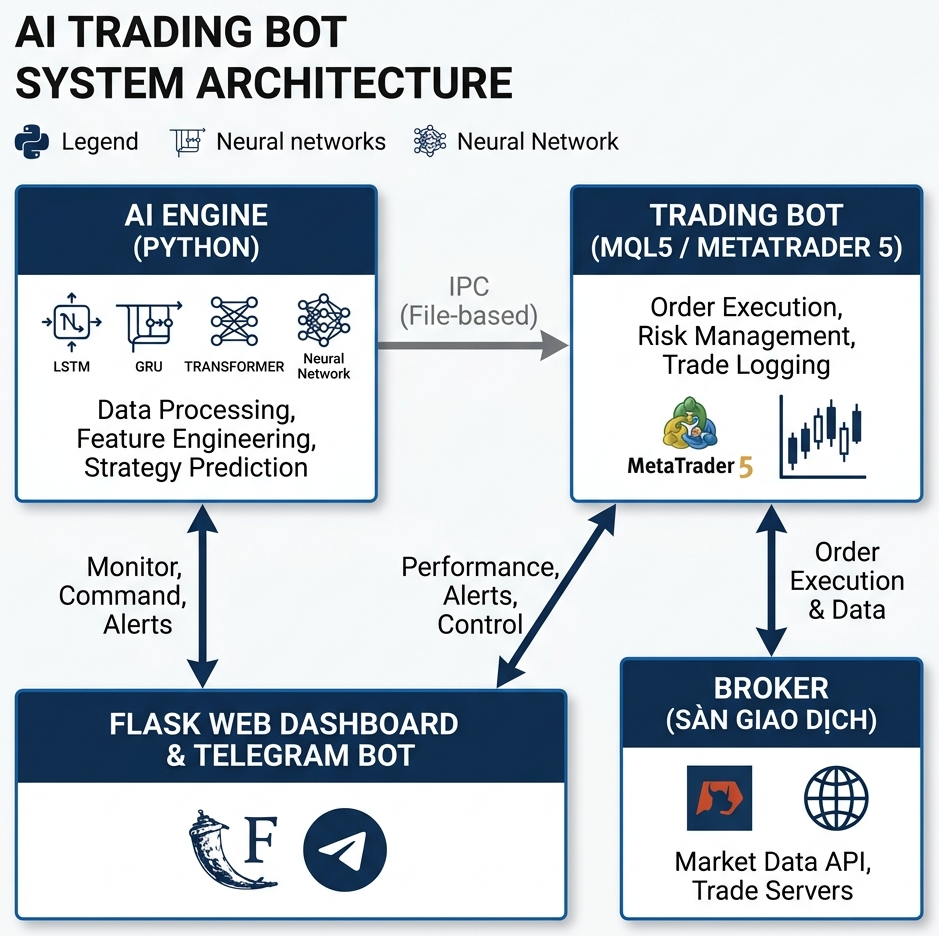 AI TRADING BOT
SYSTEM ARCHITECTURE
Legend
Neural networks
Neural Network
AI ENGINE
(PYTHON)
N
LSTM
GRU
TRANSFORMER
Neural
Network
Data Processing,
Feature Engineering,
Strategy Prediction
IPC
(File-based)
TRADING BOT
(MQL5 / METATRADER 5)
Order Execution,
Risk Management,
Trade Logging
MetaTrader 5
Monitor,
Command,
Alerts
Performance,
Alerts,
Control
Order
Execution
& Data
FLASK WEB DASHBOARD
& TELEGRAM BOT
F
BROKER
(SÀN GIAO DỊCH)
Market Data API,
Trade Servers